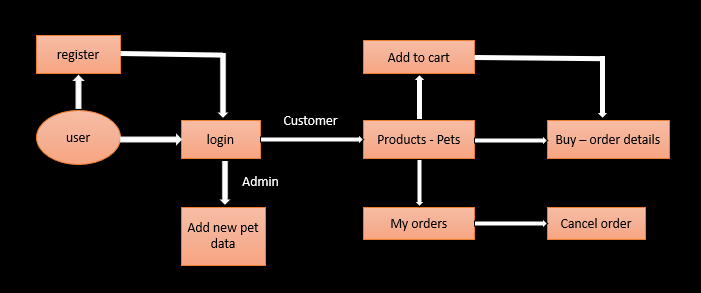 register
Add to cart
Customer
user
login
Products - Pets
Buy – order details
Admin
Add new pet
data
My orders
Cancel order